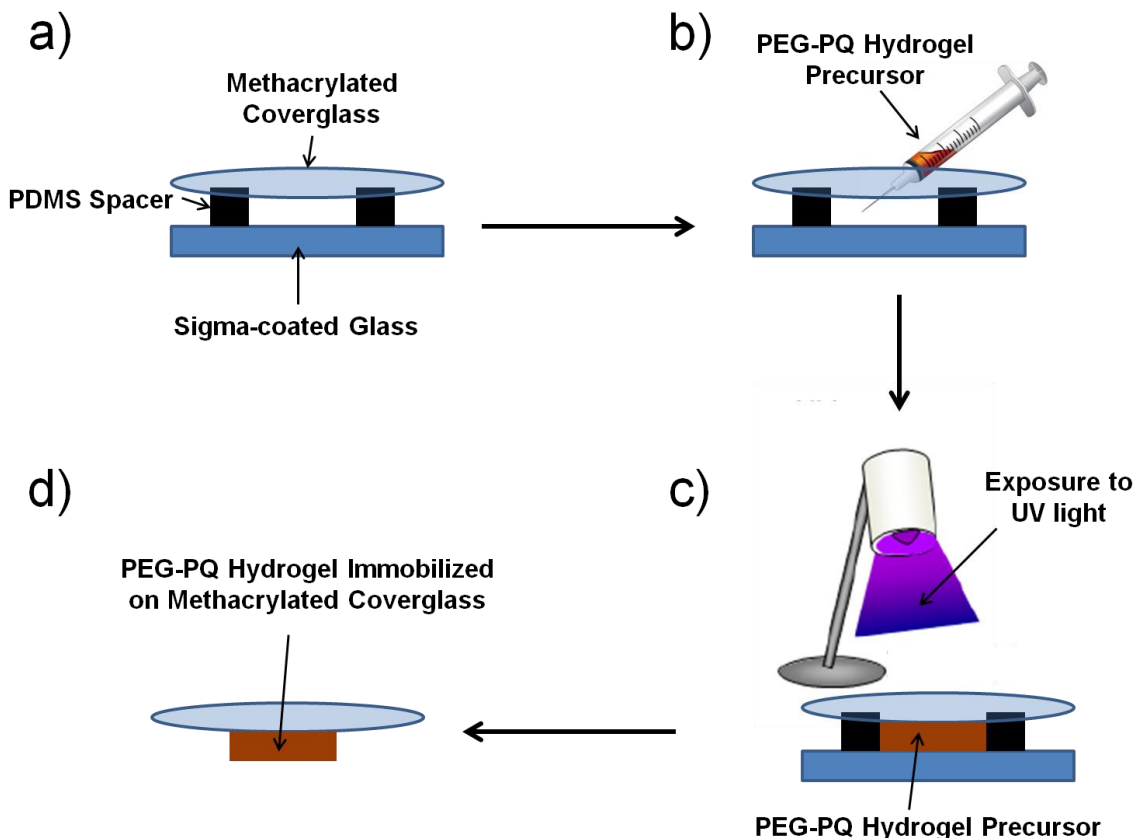 a)
Methacrylated
Coverglass
PDMS Spacer
Sigma-coated Glass
b)
PEG-PQ Hydrogel
Precursor
c)
Exposure to
UV light
PEG-PQ Hydrogel Precursor
d)
PEG-PQ Hydrogel Immobilized
on Methacrylated Coverglass